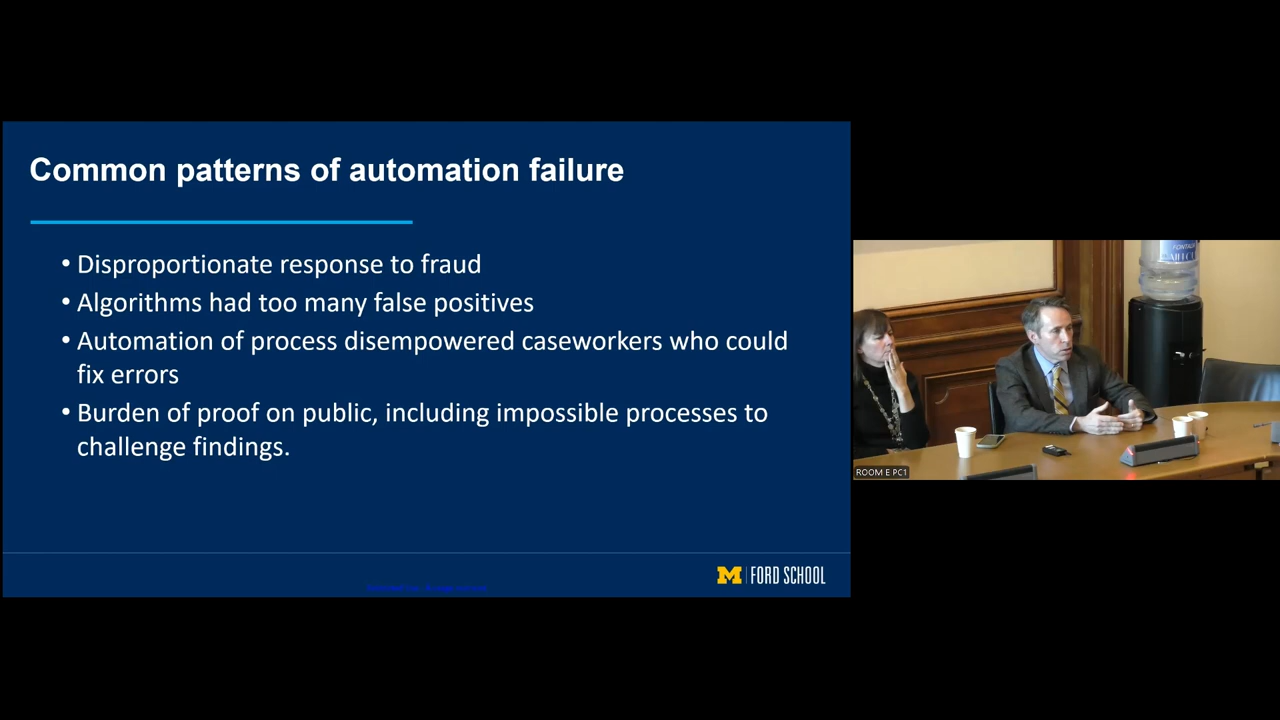 Common patterns of automation failure
• Disproportionate response to fraud
• Algorithms had too many false positives
• Automation of process disempowered caseworkers who could
fix errors
• Burden of proof on public, including impossible processes to
challenge findings.
M | FORD SCHOOL
ROOM E PC1